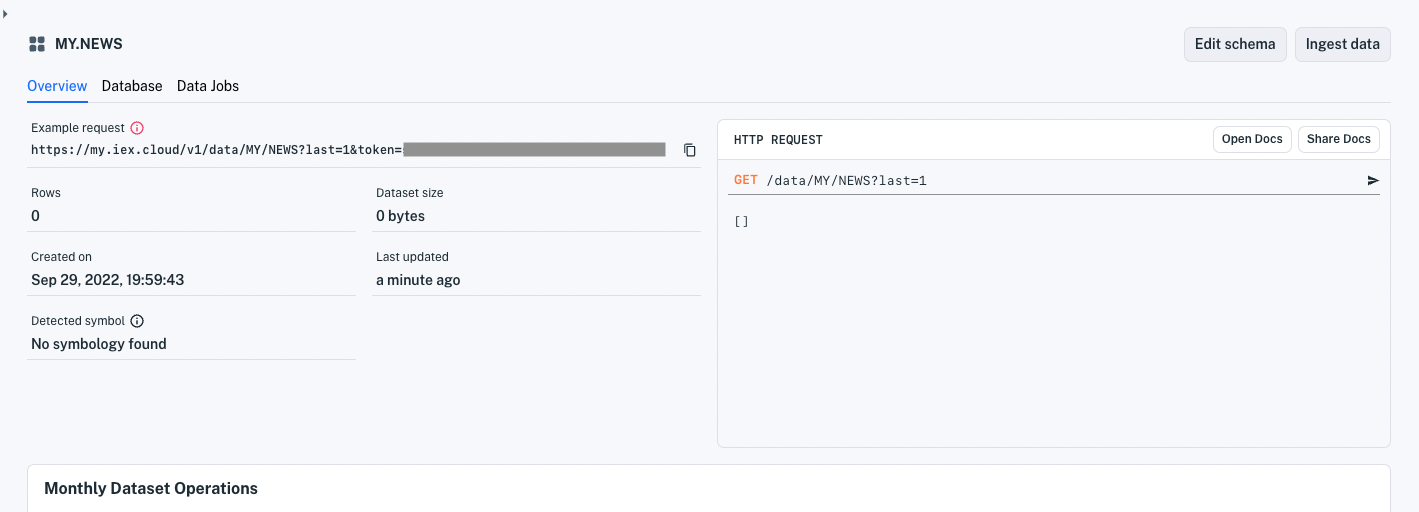 MY.NEWS
Edit schema
Ingest data
Overview
Database
Data Jobs
Example request
https://my.iex.cloud/v1/data/MY/NEWS?last=1&token=
Rows
0
Dataset size
0 bytes
Created on
Sep 29, 2022, 19:59:43
Last updated
a minute ago
Detected symbol
No symbology found
HTTP REQUEST
Open Docs
Share Docs
GET /data/MY/NEWS?last=1
[]
Monthly Dataset Operations